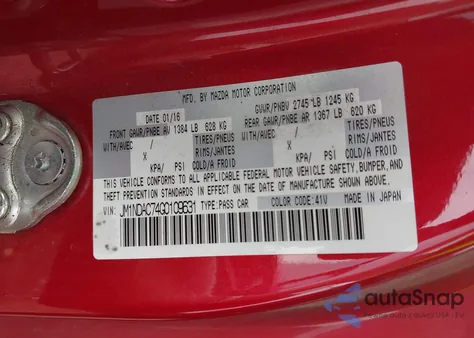 MFD. BY MAZDA MOTOR CORPORATION
DATE 01/16 GVWR/PNBV 2745 LB 1245 KG
FRONT GAWR/PNBE AV 1384 LB 628 KG REAR GAWR/PNBE AR 1367 LB 620 KG
WITH/AVEC / TIRES/PNEUS WITH/AVEC / TIRES/PNEUS
X RIMS/JANTES X RIMS/JANTES
KPA/ PSI COLD/A FROID KPA/ PSI COLD/A FROID
THIS VEHICLE CONFORMS TO ALL APPLICABLE FEDERAL MOTOR VEHICLE SAFETY, BUMPER, AND
THEFT PREVENTION STANDARDS IN EFFECT ON THE DATE OF MANUFACTURE SHOWN ABOVE.
MADE IN JAPAN
VIN: JM1NDAC74G0109631 TYPE:PASS CAR COLOR CODE:41V
autoSnap